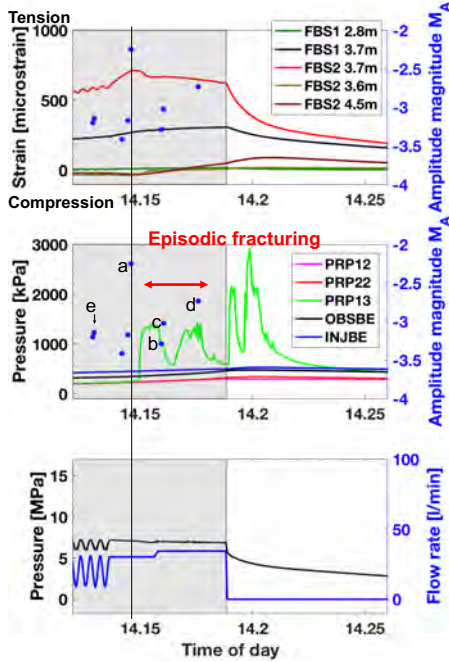 Tension
1000
500
0
Strain [microstrain]
FBS1 2.8m
FBS1 3.7m
FBS2 3.7m
FBS2 3.6m
FBS2 4.5m
-2
-2.5
-3
-3.5
-4
Amplitude magnitude M_A
14.15
14.2
14.25
Compression
3000
2000
1000
0
Pressure [kPa]
Episodic fracturing
a
e
d
c
b
PRP12
PRP22
PRP13
OBSBE
INJBE
-2
-2.5
-3
-3.5
-4
Amplitude magnitude M_A
14.15
14.2
14.25
15
10
5
0
Pressure [MPa]
100
50
0
Flow rate [l/min]
14.15
14.2
14.25
Time of day